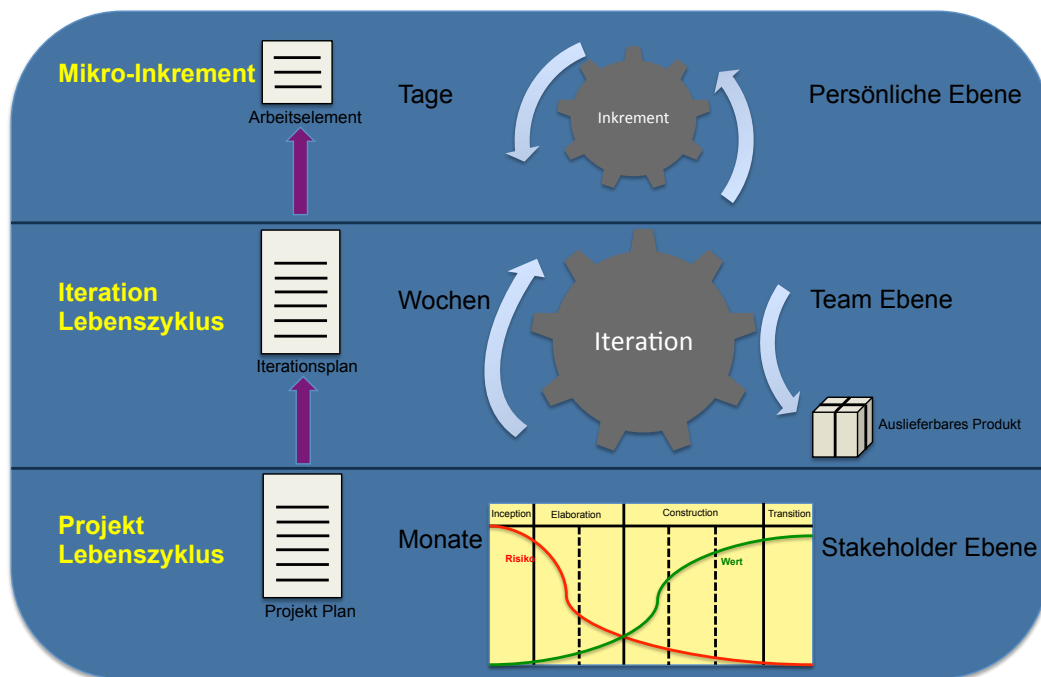 Mikro-Inkrement
Arbeitselement
Tage
Inkrement
Persönliche Ebene
Iteration
Lebenszyklus
Iterationsplan
Wochen
Iteration
Team Ebene
Auslieferbares Produkt
Projekt
Lebenszyklus
Projekt Plan
Monate
Inception
Elaboration
Construction
Transition
Risiko
Wert
Stakeholder Ebene